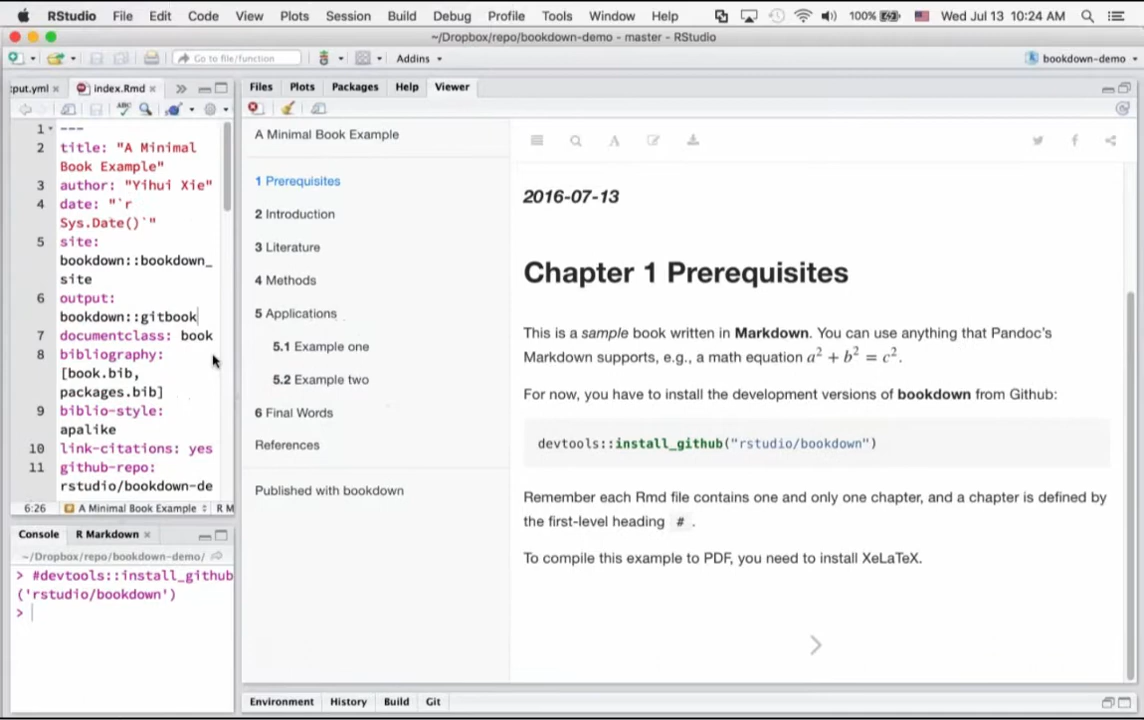 RStudio File Edit Code View Plots Session Build Debug Profile Tools Window Help 100% Wed Jul 13 10:24 AM
~/Dropbox/repo/bookdown-demo - master - RStudio
Go to file/function Addins bookdown-demo
:put.yml index.Rmd
1 ---
2 title: "A Minimal
Book Example"
3 author: "Yihui Xie"
4 date: "`r
Sys.Date()`"
5 site:
bookdown::bookdown_
site
6 output:
bookdown::gitbook
7 documentclass: book
8 bibliography:
[book.bib,
packages.bib]
9 biblio-style:
apalike
10 link-citations: yes
11 github-repo:
rstudio/bookdown-de
6:26 A Minimal Book Example R M
Console R Markdown
~/Dropbox/repo/bookdown-demo/
> #devtools::install_github
('rstudio/bookdown')
>
Files Plots Packages Help Viewer
A Minimal Book Example
1 Prerequisites
2 Introduction
3 Literature
4 Methods
5 Applications
5.1 Example one
5.2 Example two
6 Final Words
References
Published with bookdown
A
2016-07-13
Chapter 1 Prerequisites
This is a sample book written in Markdown. You can use anything that Pandoc's
Markdown supports, e.g., a math equation a² + b² = c².
For now, you have to install the development versions of bookdown from Github:
devtools::install_github("rstudio/bookdown")
Remember each Rmd file contains one and only one chapter, and a chapter is defined by
the first-level heading # .
To compile this example to PDF, you need to install XeLaTeX.
Environment History Build Git